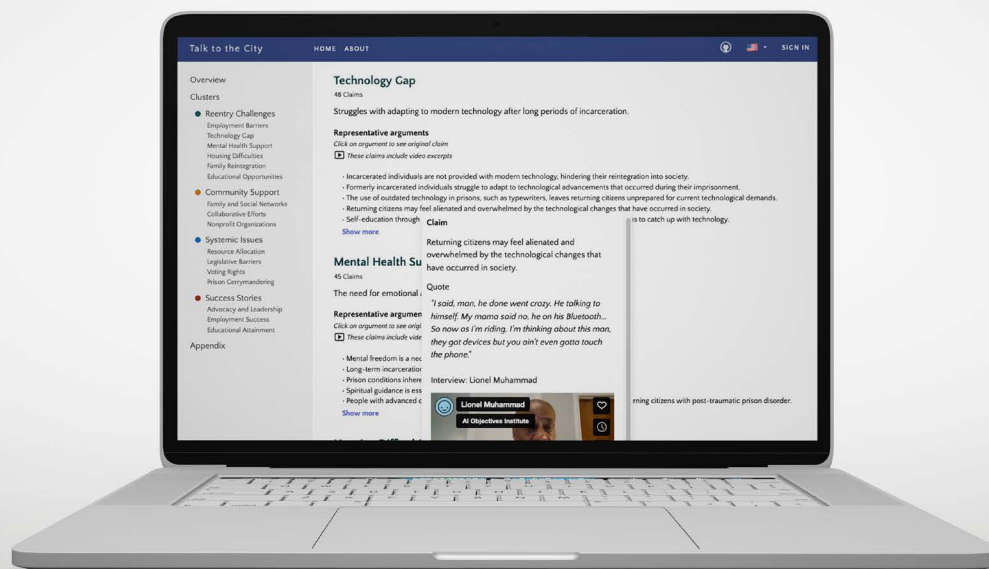 Talk to the City
HOME ABOUT
SIGN IN
Overview
Clusters
Reentry Challenges
Employment Barriers
Technology Gap
Mental Health Support
Housing Difficulties
Family Reintegration
Educational Opportunities
Community Support
Family and Social Networks
Collaborative Efforts
Nonprofit Organizations
Systemic Issues
Resource Allocation
Legislative Barriers
Voting Rights
Prison Gerrymandering
Success Stories
Advocacy and Leadership
Employment Success
Educational Attainment
Appendix
Technology Gap
48 Claims
Struggles with adapting to modern technology after long periods of incarceration.
Representative arguments
Click on argument to see original claim
These claims include video excerpts
· Incarcerated individuals are not provided with modern technology, hindering their reintegration into society.
· Formerly incarcerated individuals struggle to adapt to technological advancements that occurred during their imprisonment.
· The use of outdated technology in prisons, such as typewriters, leaves returning citizens unprepared for current technological demands.
· Returning citizens may feel alienated and overwhelmed by the technological changes that have occurred in society.
· Self-education through
is to catch up with technology.
Show more
Mental Health Su
45 Claims
The need for emotional
Representative argumen
Click on argument to see origi
These claims include vide
· Mental freedom is a nec
· Long-term incarceration
· Prison conditions inhere
· Spiritual guidance is ess
· People with advanced
rning citizens with post-traumatic prison disorder.
Show more
Claim
Returning citizens may feel alienated and
overwhelmed by the technological changes that
have occurred in society.
Quote
"I said, man, he done went crazy. He talking to
himself. My mama said no, he on his Bluetooth...
So now as I'm riding, I'm thinking about this man,
they got devices but you ain't even gotta touch
the phone."
Interview: Lionel Muhammad
Lionel Muhammad
AI Objectives Institute